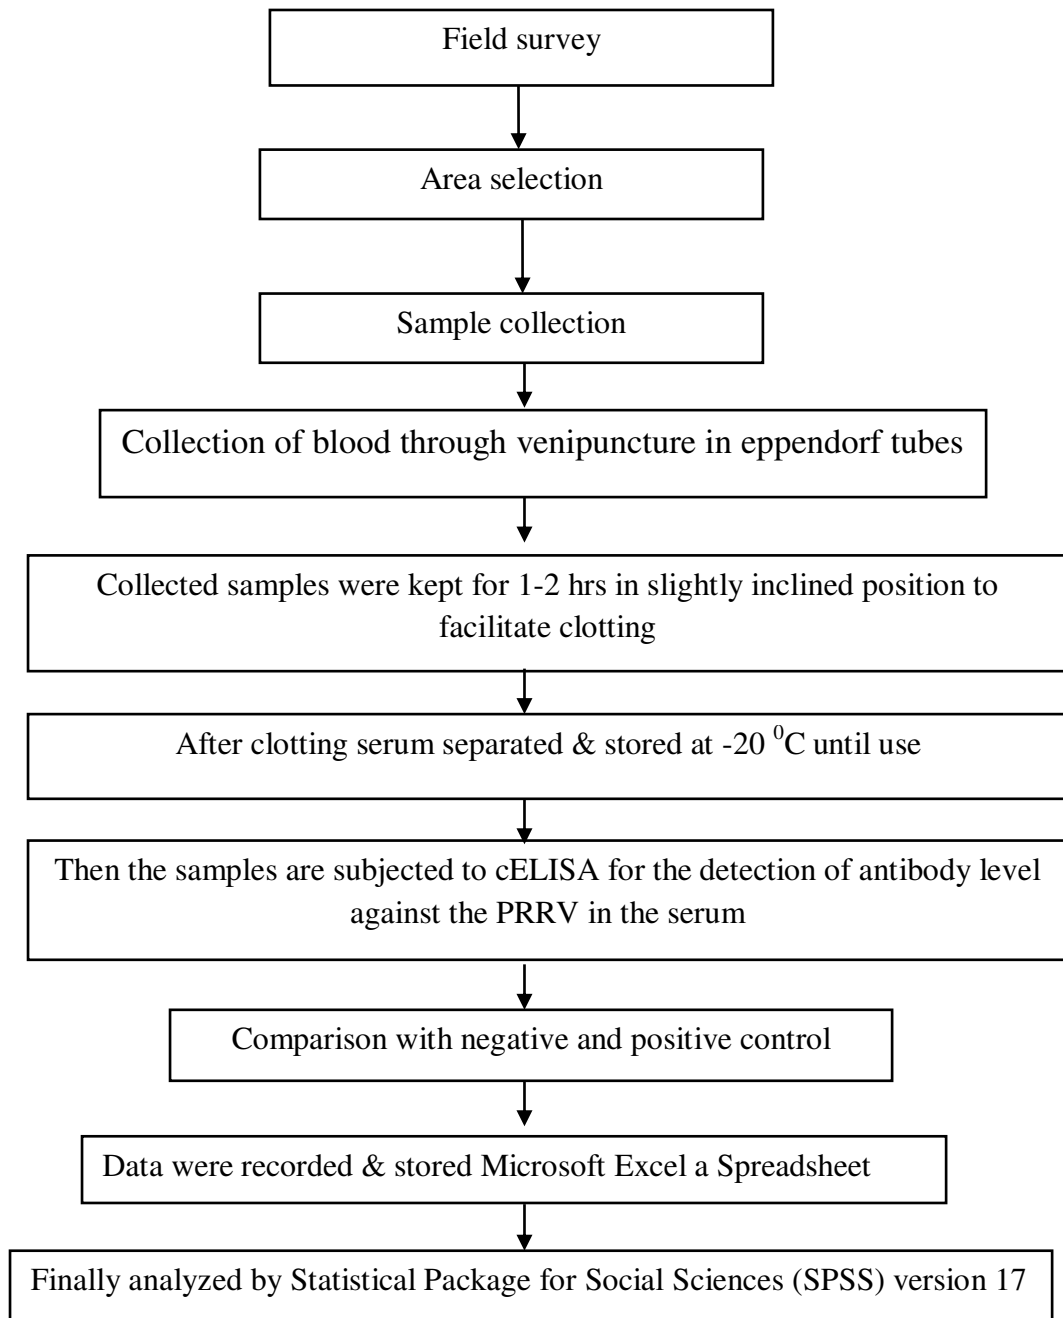 Field survey
Area selection
Sample collection
Collection of blood through venipuncture in eppendorf tubes
Collected samples were kept for 1-2 hrs in slightly inclined position to
facilitate clotting
After clotting serum separated & stored at -20 ⁰C until use
Then the samples are subjected to cELISA for the detection of antibody level
against the PRRV in the serum
Comparison with negative and positive control
Data were recorded & stored Microsoft Excel a Spreadsheet
Finally analyzed by Statistical Package for Social Sciences (SPSS) version 17